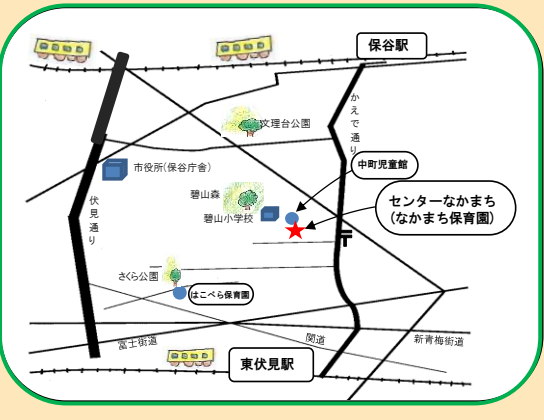 保谷駅
かえで通り
文理台公園
中町児童館
市役所(保谷庁舎)
碧山森
センターなかまち
(なかまち保育園)
伏見通り
碧山小学校
〒
さくら公園
はこべら保育園
富士街道
関道
新青梅街道
東伏見駅